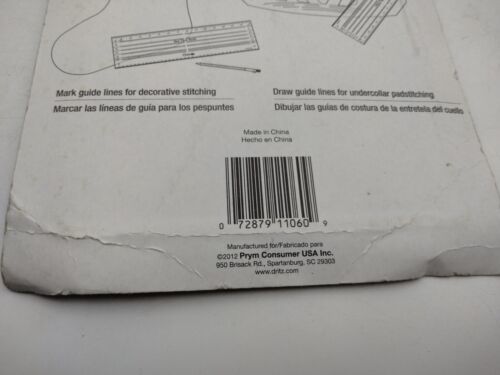 Mark guide lines for decorative stitching
Marcar las líneas de guía para los pespuntes
Draw guide lines for undercollar padstitching
Dibujar las guías de costura de la entretela del cuello
Made in China
Hecho en China
0 72879 11060 9
Manufactured for/Fabricado para
©2012 Prym Consumer USA Inc.
950 Brisack Rd., Spartanburg, SC 29303
www.dritz.com